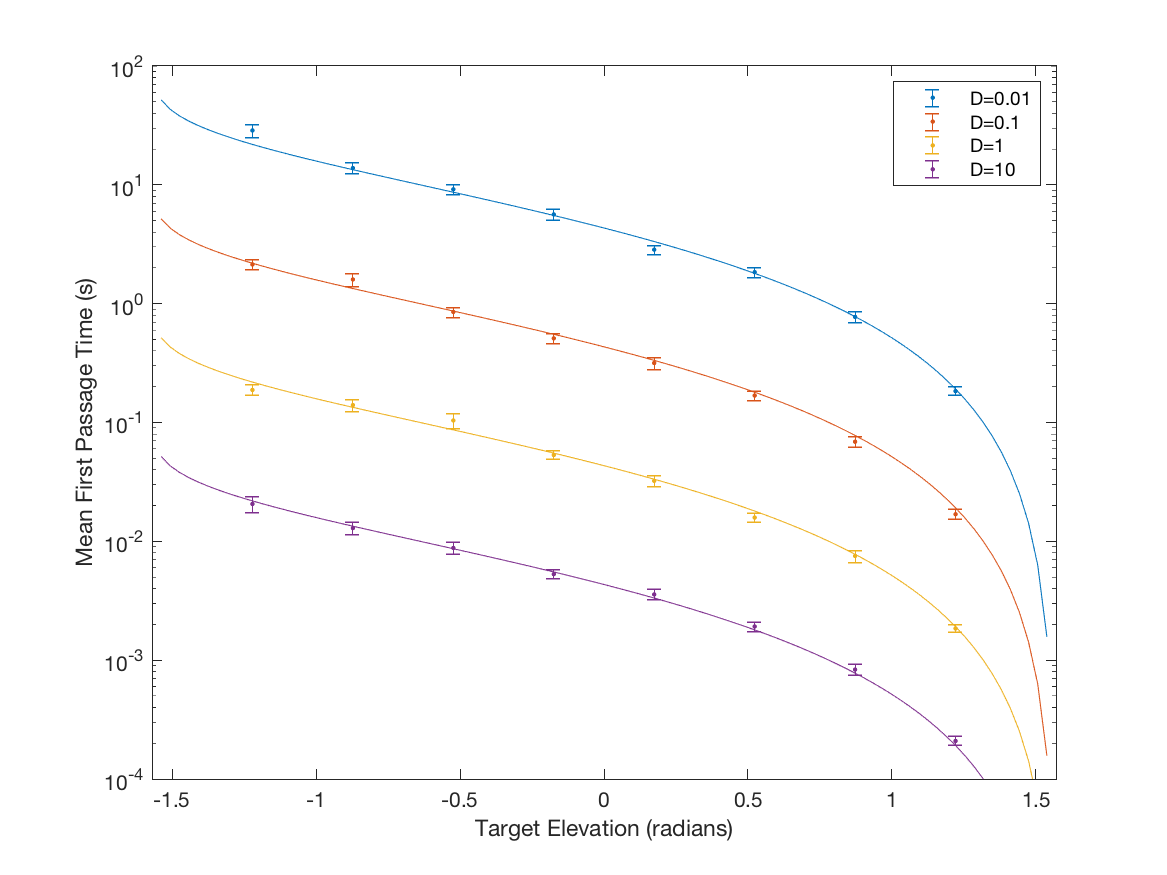 10^2
10^1
10^0
10^-1
10^-2
10^-3
10^-4
Mean First Passage Time (s)
-1.5 -1 -0.5 0 0.5 1 1.5
Target Elevation (radians)
D=0.01
D=0.1
D=1
D=10